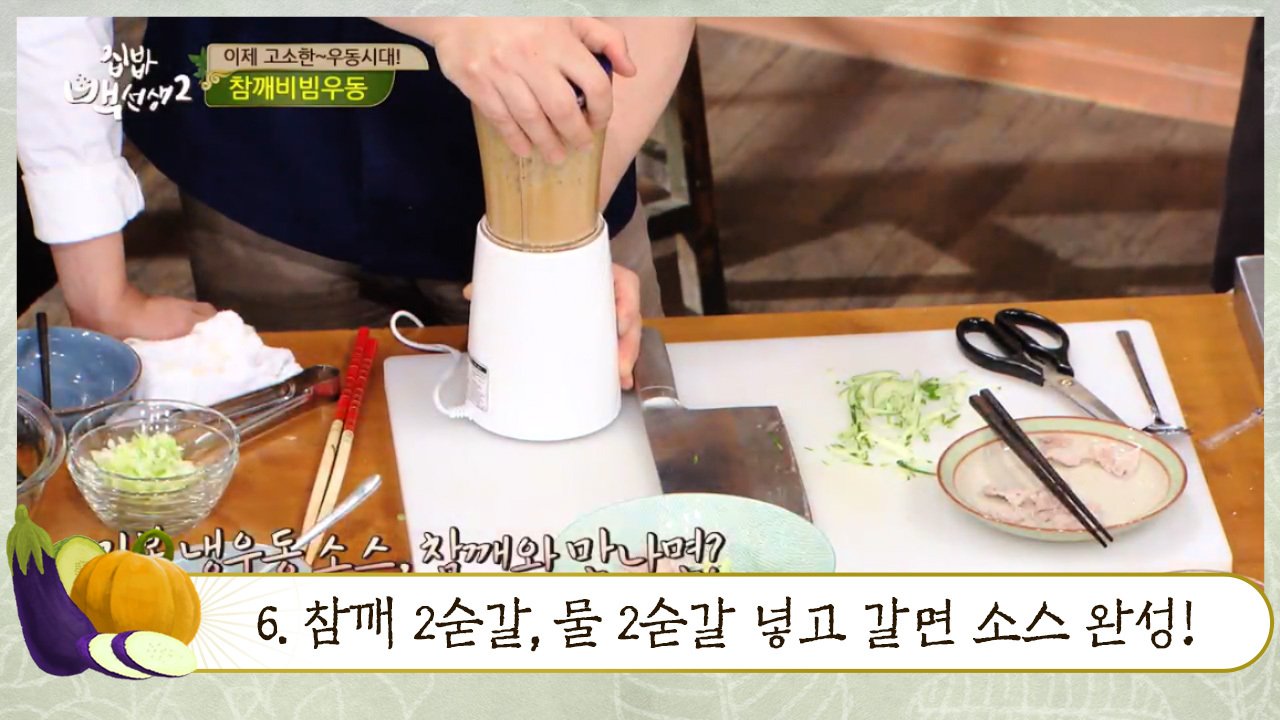 집밥
백선생2
이제 고소한~우동시대!
참깨비빔우동
냉우동소스, 참깨와 만나면?
6. 참깨 2숟갈, 물 2숟갈 넣고 갈면 소스 완성!